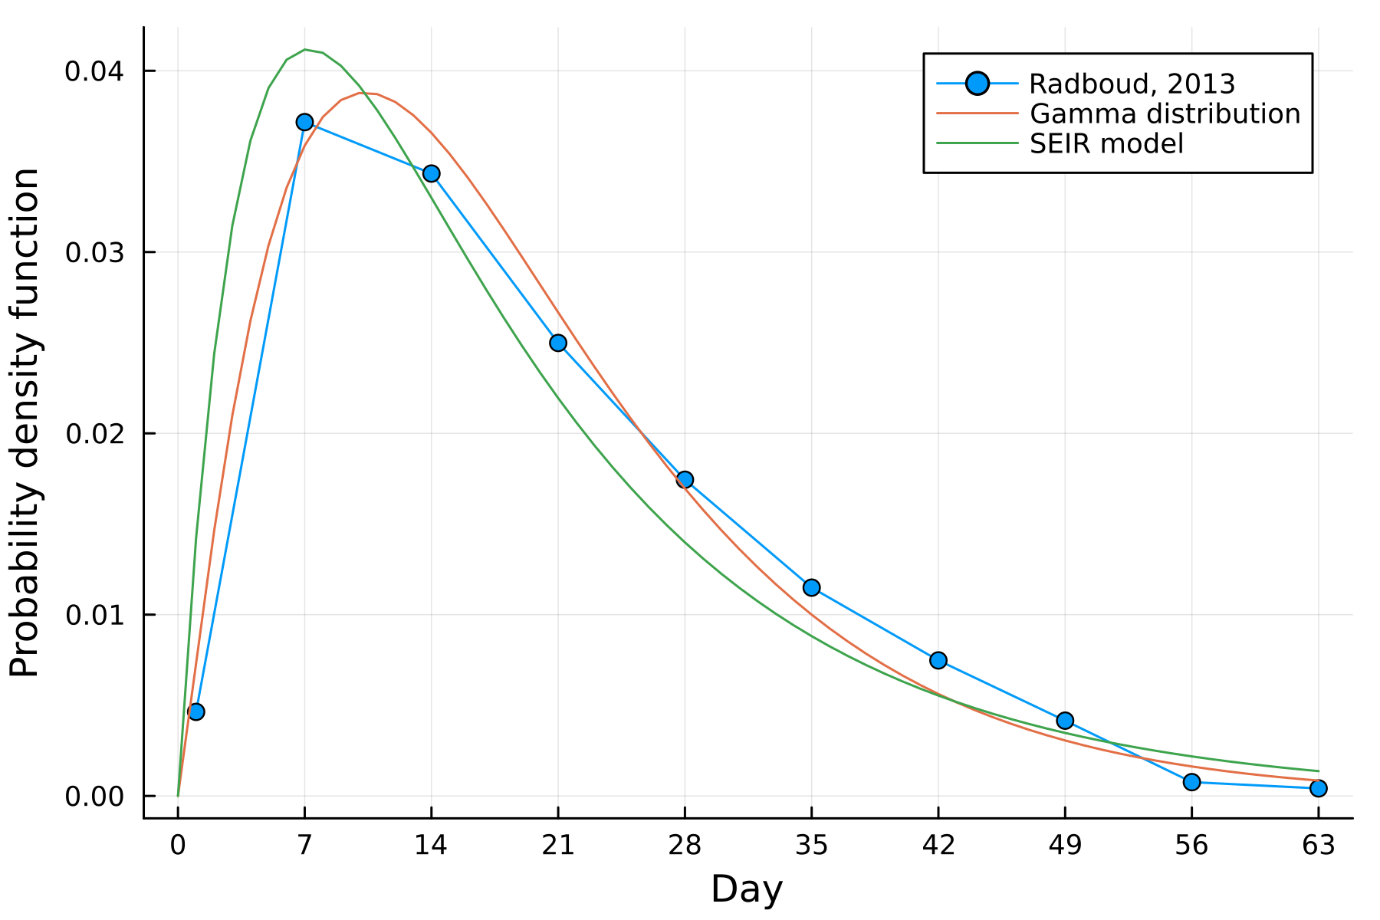 Probability density function
0.04
0.03
0.02
0.01
0.00
Radboud, 2013
Gamma distribution
SEIR model
0 7 14 21 28 35 42 49 56 63
Day